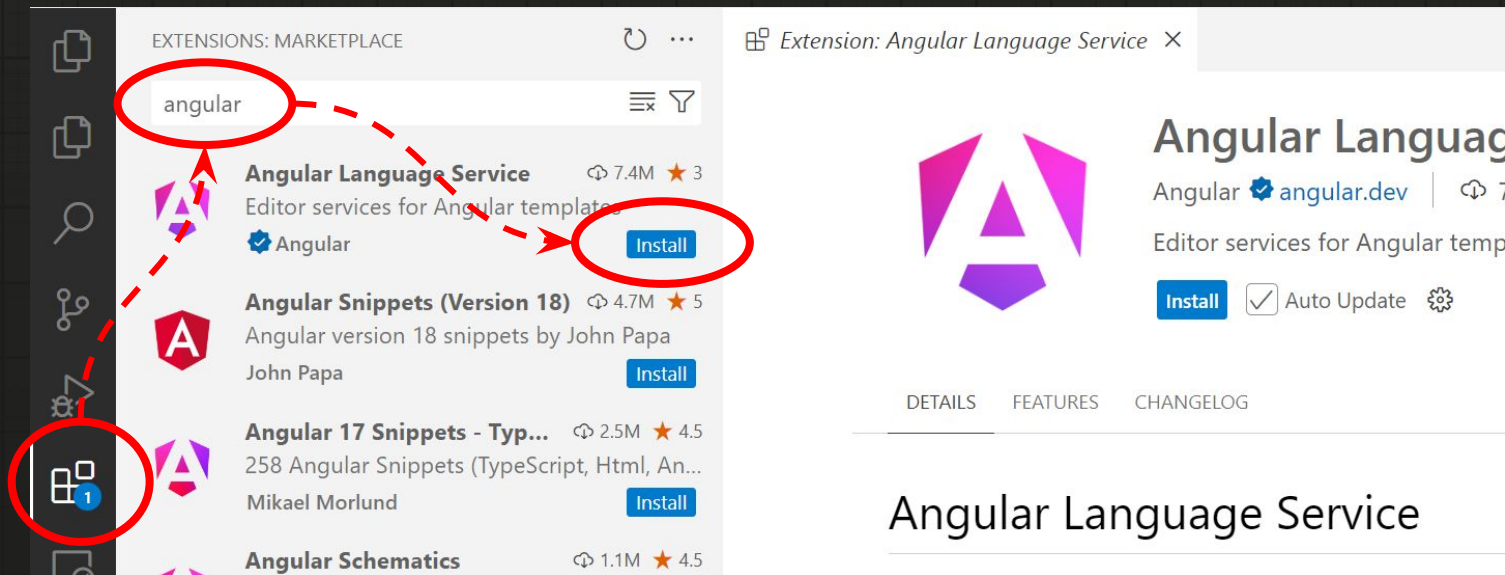 EXTENSIONS: MARKETPLACE
angular
Angular Language Service 7.4M 3
Editor services for Angular templates
Angular
Install
Angular Snippets (Version 18) 4.7M 5
Angular version 18 snippets by John Papa
John Papa
Install
Angular 17 Snippets - Typ... 2.5M 4.5
258 Angular Snippets (TypeScript, Html, An...
Mikael Morlund
Install
1
Angular Schematics 1.1M 4.5
Extension: Angular Language Service
Angular Languag
Angular angular.dev 7
Editor services for Angular temp
Install Auto Update
DETAILS FEATURES CHANGELOG
Angular Language Service